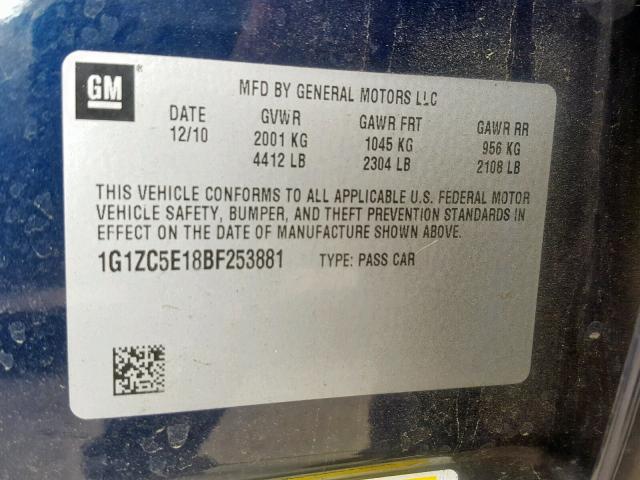 GM ®
MFD BY GENERAL MOTORS LLC
DATE GVWR GAWR FRT GAWR RR
12/10 2001 KG 1045 KG 956 KG
4412 LB 2304 LB 2108 LB
THIS VEHICLE CONFORMS TO ALL APPLICABLE U.S. FEDERAL MOTOR
VEHICLE SAFETY, BUMPER, AND THEFT PREVENTION STANDARDS IN
EFFECT ON THE DATE OF MANUFACTURE SHOWN ABOVE.
1G1ZC5E18BF253881 TYPE: PASS CAR